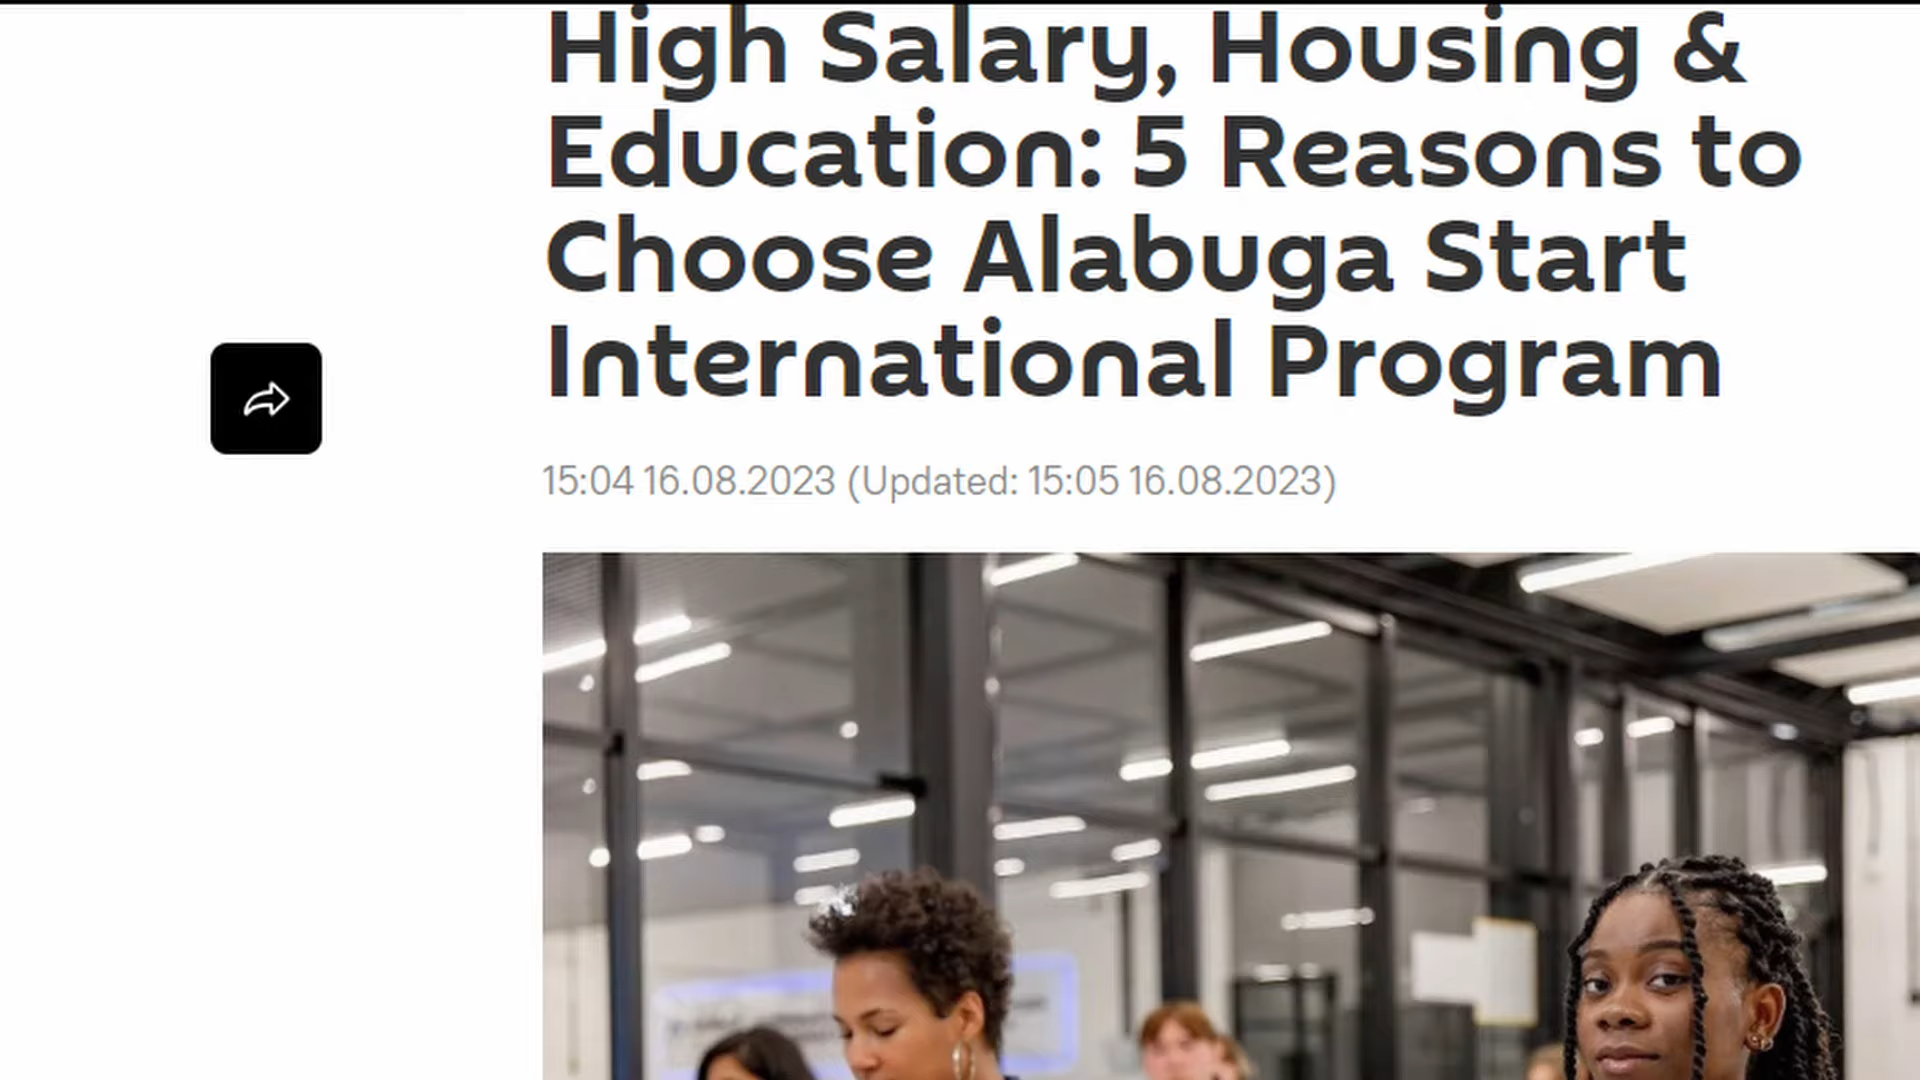 High Salary, Housing &
Education: 5 Reasons to
Choose Alabuga Start
International Program
15:04 16.08.2023 (Updated: 15:05 16.08.2023)